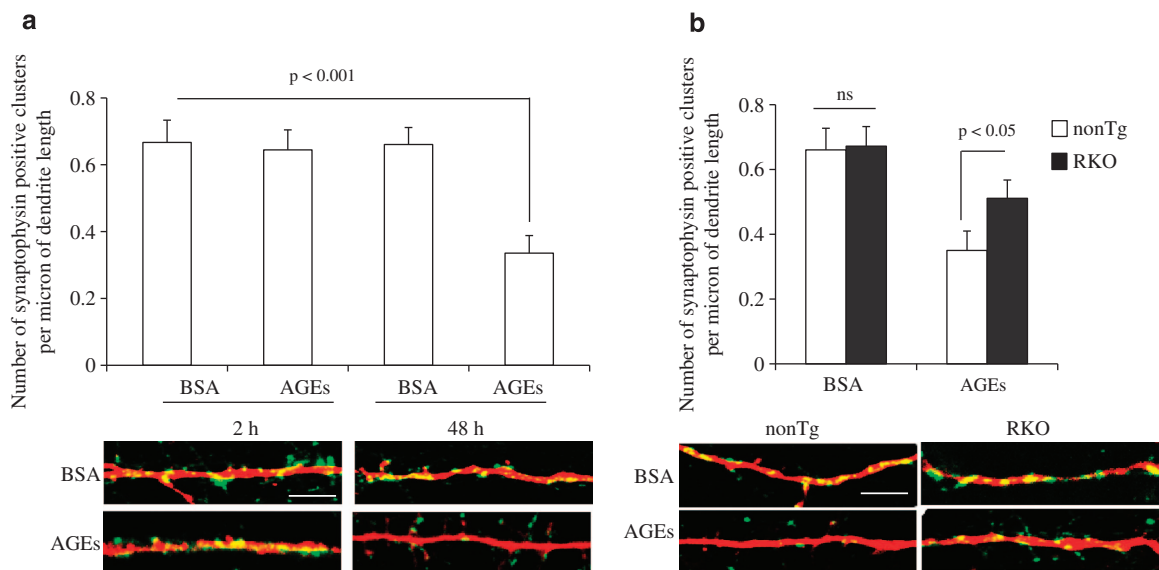 a
Number of synaptophysin positive clusters
per micron of dendrite length
p < 0.001
0.8
0.6
0.4
0.2
0
BSA AGEs BSA AGEs
2 h 48 h
BSA
AGEs
b
Number of synaptophysin positive clusters
per micron of dendrite length
0.8
0.6
0.4
0.2
0
ns
p < 0.05
nonTg
RKO
BSA AGEs
nonTg RKO
BSA
AGEs